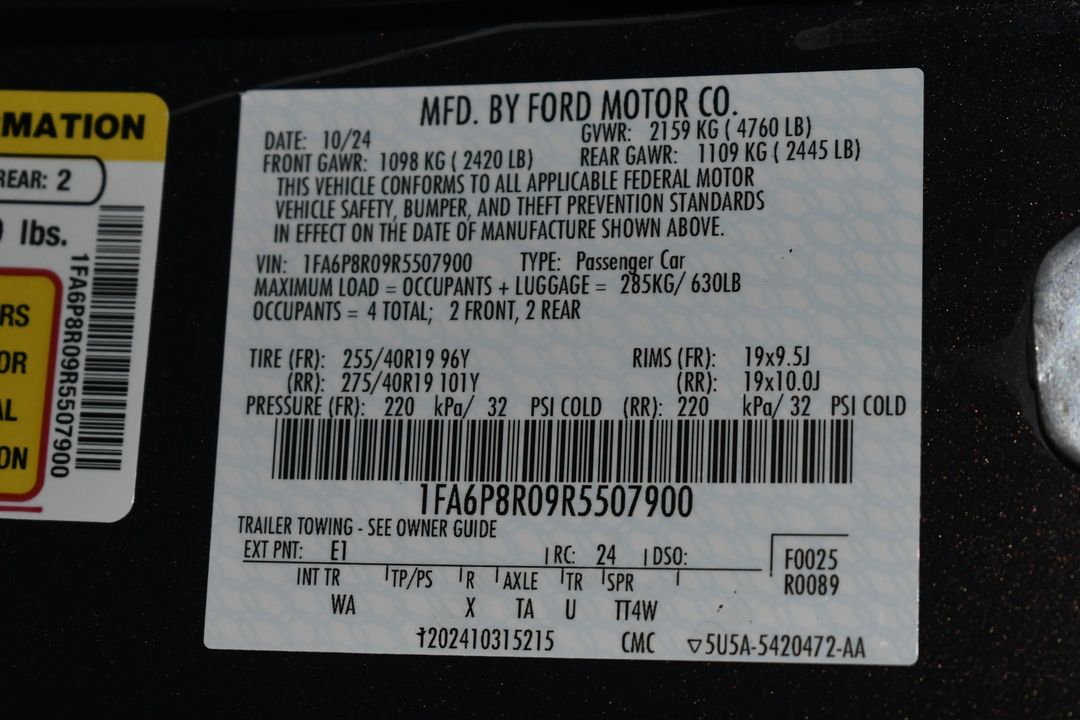 MATION
REAR: 2
lbs.
1FA6P8R09R5507900
RS
OR
AL
ON
MFD. BY FORD MOTOR CO.
DATE: 10/24 GVWR: 2159 KG ( 4760 LB)
FRONT GAWR: 1098 KG ( 2420 LB) REAR GAWR: 1109 KG ( 2445 LB)
THIS VEHICLE CONFORMS TO ALL APPLICABLE FEDERAL MOTOR
VEHICLE SAFETY, BUMPER, AND THEFT PREVENTION STANDARDS
IN EFFECT ON THE DATE OF MANUFACTURE SHOWN ABOVE.
VIN: 1FA6P8R09R5507900 TYPE: Passenger Car
MAXIMUM LOAD = OCCUPANTS + LUGGAGE = 285KG/ 630LB
OCCUPANTS = 4 TOTAL; 2 FRONT, 2 REAR
TIRE (FR): 255/40R19 96Y RIMS (FR): 19x9.5J
(RR): 275/40R19 101Y (RR): 19x10.0J
PRESSURE (FR): 220 kPa/ 32 PSI COLD (RR): 220 kPa/ 32 PSI COLD
1FA6P8R09R5507900
TRAILER TOWING - SEE OWNER GUIDE
EXT PNT: E1 RC: 24 DSO: F0025
INT TR TP/PS R AXLE TR SPR R0089
WA X TA U TT4W
†202410315215 CMC ▽5U5A-5420472-AA